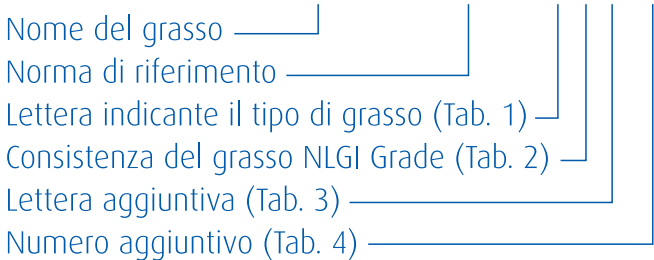 Nome del grasso
Norma di riferimento
Lettera indicante il tipo di grasso (Tab. 1)
Consistenza del grasso NLGI Grade (Tab. 2)
Lettera aggiuntiva (Tab. 3)
Numero aggiuntivo (Tab. 4)